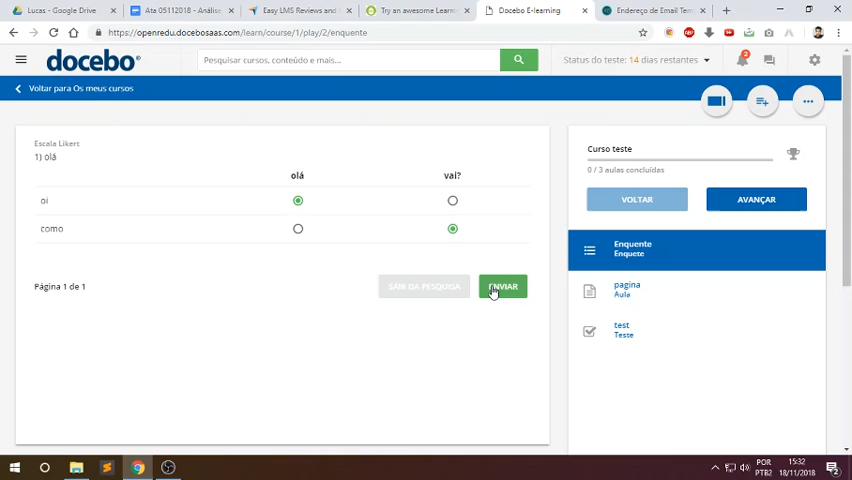 Lucas - Google Drive
Ata 05112018 - Análise
Easy LMS Reviews and
Try an awesome Learn
Docebo E-learning
Endereço de Email Tem
https://openredu.docebosaas.com/learn/course/1/play/2/enquente
docebo
Pesquisar cursos, conteúdo e mais...
Status do teste: 14 dias restantes
2
Voltar para Os meus cursos
Escala Likert
1) olá
olá
vai?
oi
como
Página 1 de 1
SAIR DA PESQUISA
ENVIAR
Curso teste
0 / 3 aulas concluídas
VOLTAR
AVANÇAR
Enquente
Enquete
pagina
Aula
test
Teste
POR
PTB2
15:32
18/11/2018
2